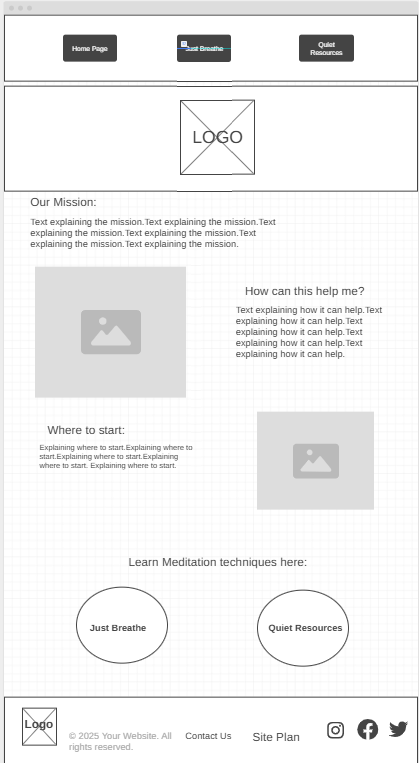 Home Page
Just Breathe
Quiet
Resources
LOGO
Our Mission:
Text explaining the mission.Text explaining the mission.Text
explaining the mission.Text explaining the mission.Text
explaining the mission.Text explaining the mission.
How can this help me?
Text explaining how it can help.Text
explaining how it can help.Text
explaining how it can help.Text
explaining how it can help.Text
explaining how it can help.
Where to start:
Explaining where to start.Explaining where to
start.Explaining where to start.Explaining
where to start. Explaining where to start.
Learn Meditation techniques here:
Just Breathe
Quiet Resources
Logo
© 2025 Your Website. All
rights reserved.
Contact Us
Site Plan